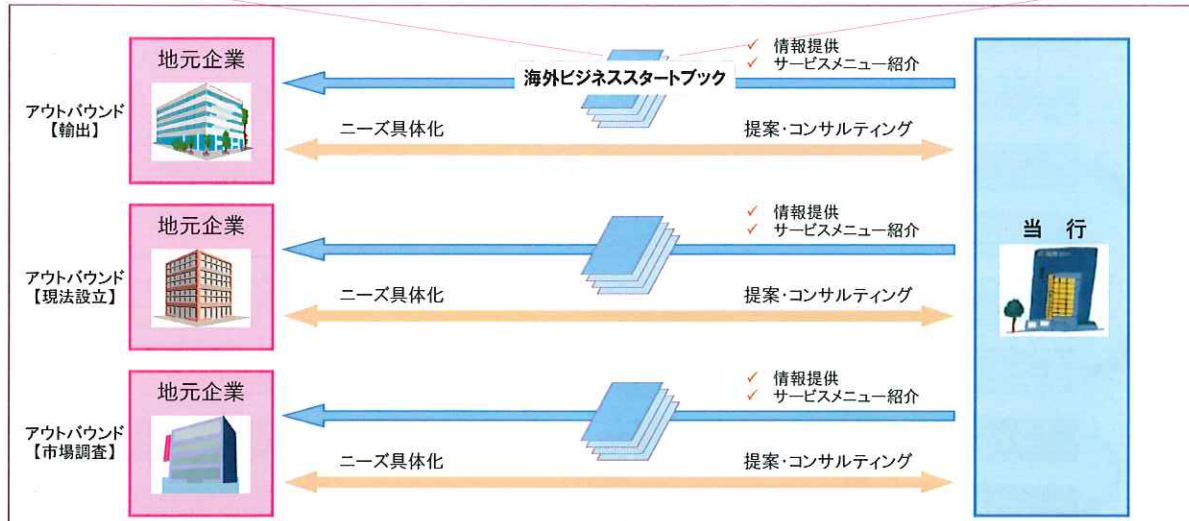 地元企業
アウトバウンド
【輸出】
海外ビジネススタートブック
✓ 情報提供
✓ サービスメニュー紹介
ニーズ具体化
提案・コンサルティング
地元企業
アウトバウンド
【現法設立】
✓ 情報提供
✓ サービスメニュー紹介
ニーズ具体化
提案・コンサルティング
当 行
地元企業
アウトバウンド
【市場調査】
✓ 情報提供
✓ サービスメニュー紹介
ニーズ具体化
提案・コンサルティング